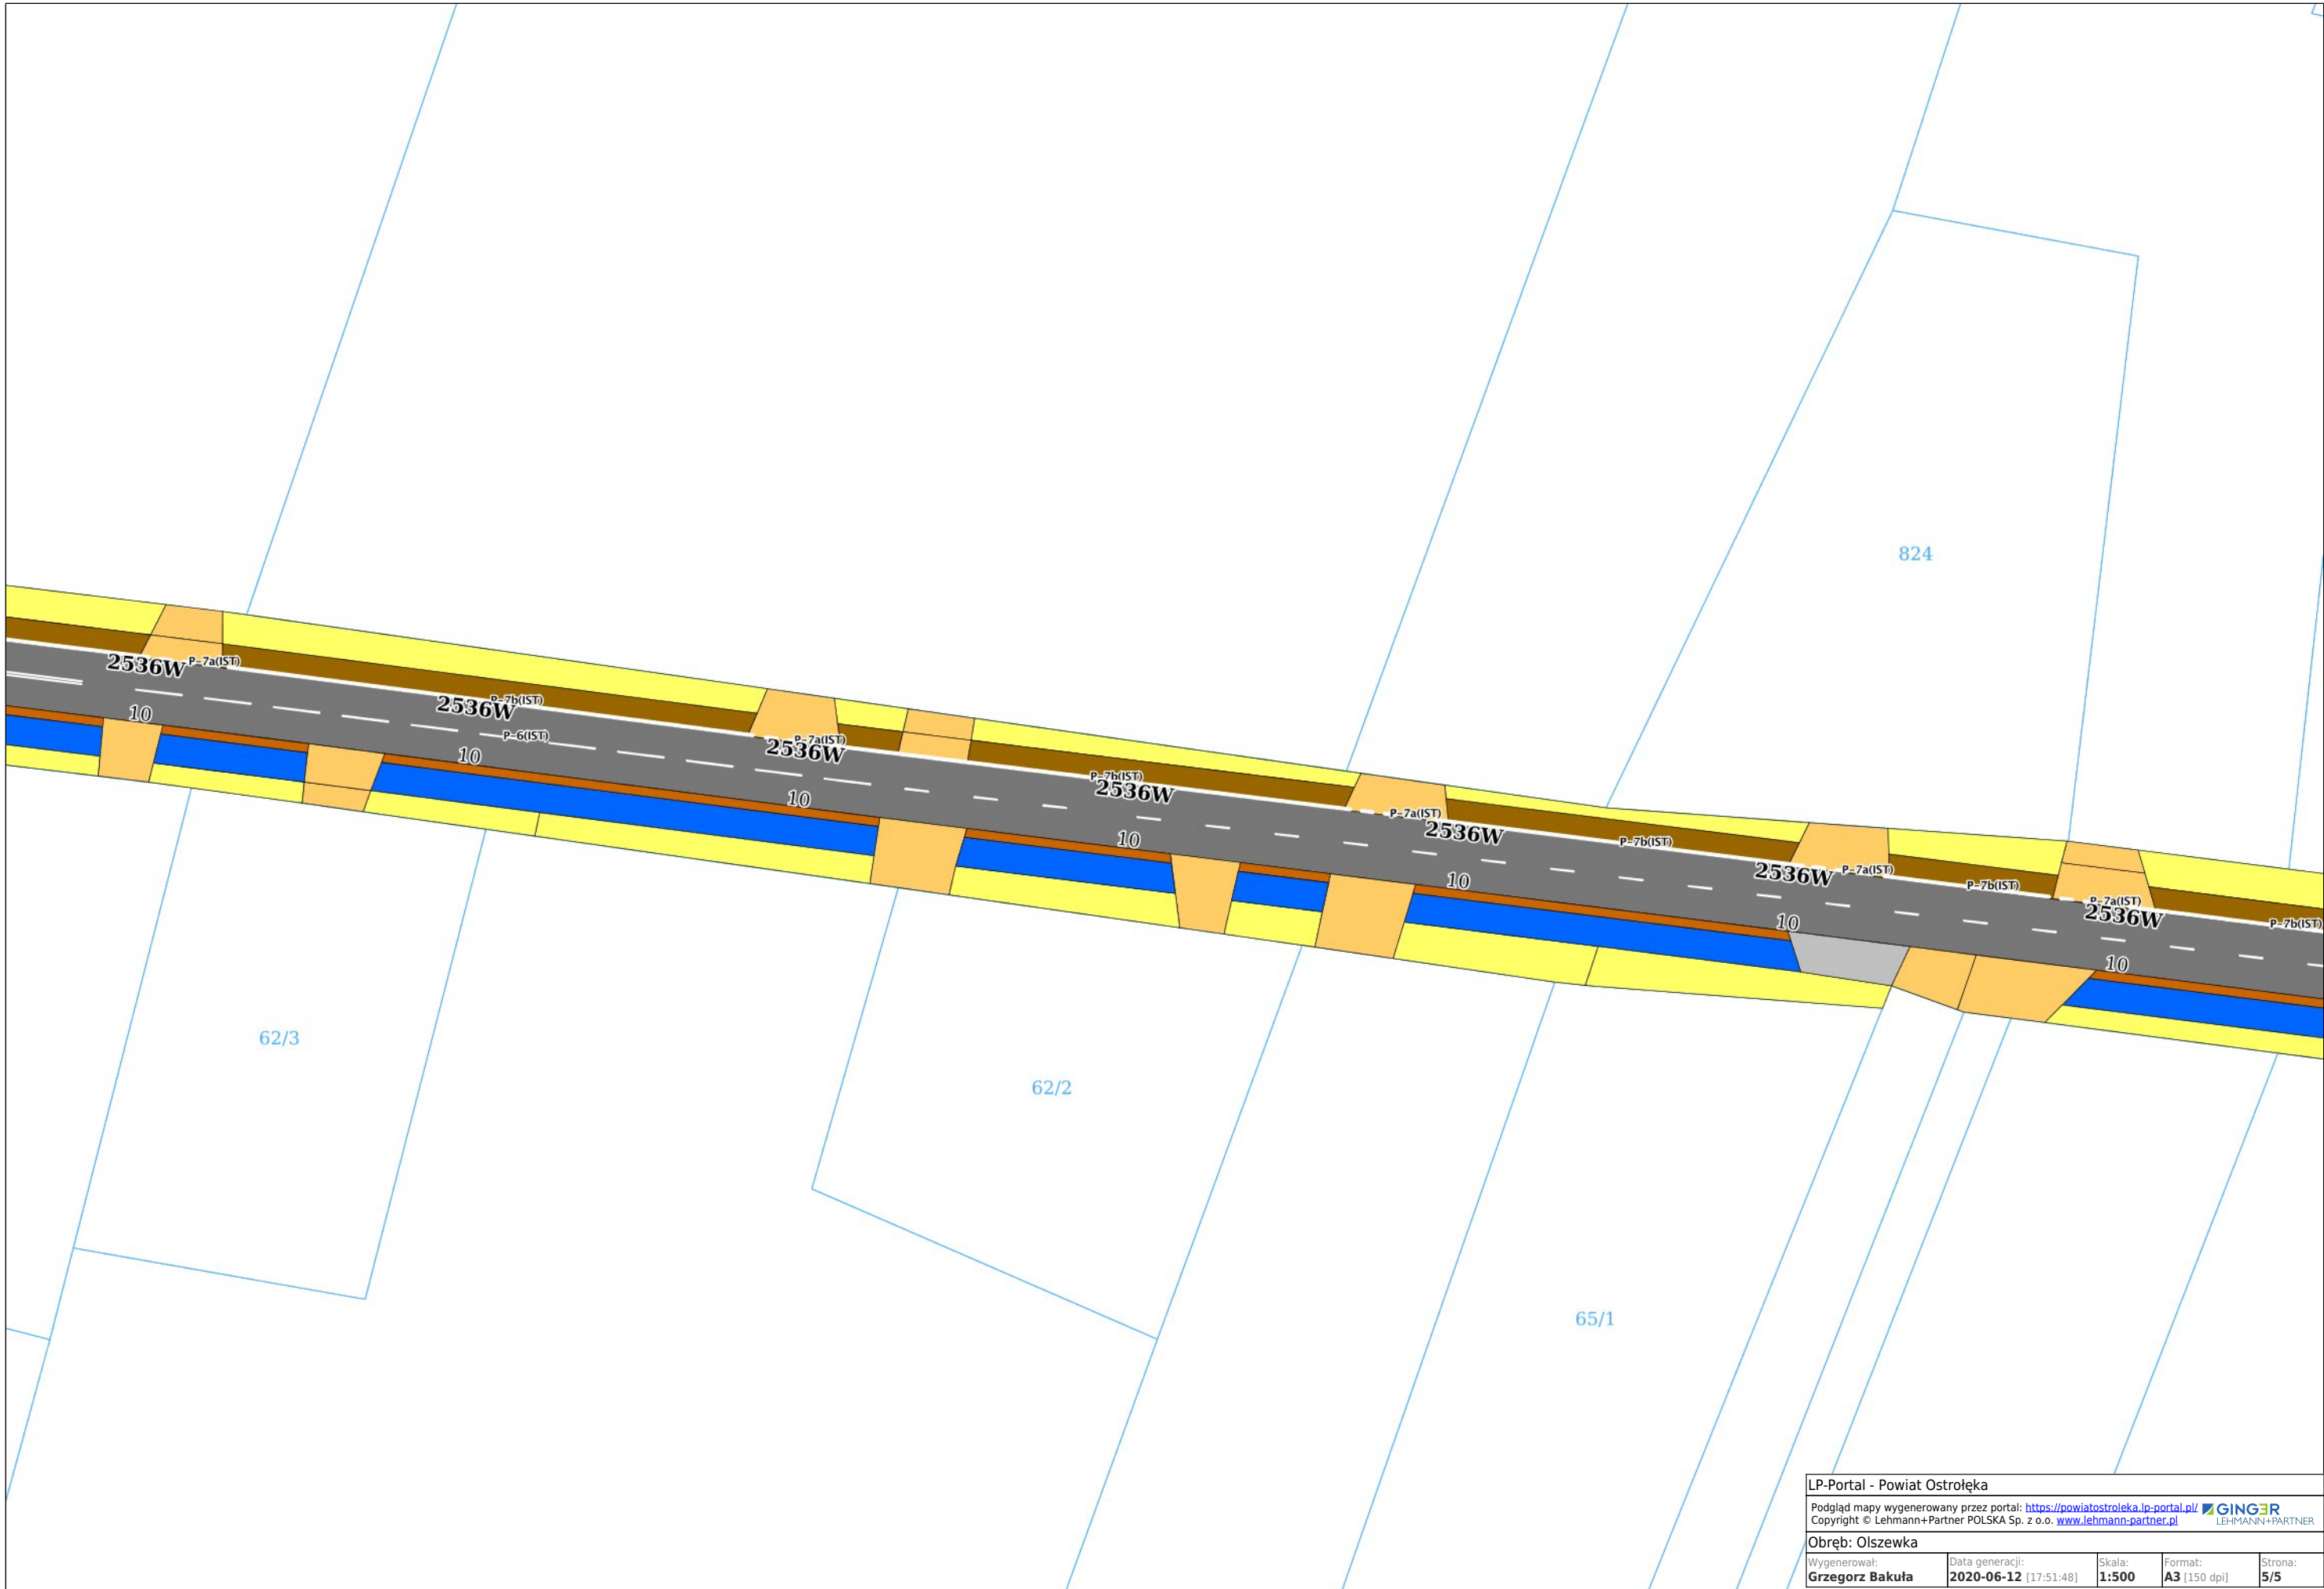 824
2536W
P-7a(IST)
10
P-7b(IST)
2536W
P-6(IST)
10
P-7a(IST)
2536W
10
P-7b(IST)
2536W
10
P-7a(IST)
2536W
10
P-7b(IST)
P-7a(IST)
2536W
10
P-7b(IST)
P-7a(IST)
2536W
10
P-7b(IST)
62/3
62/2
65/1
LP-Portal - Powiat Ostrołęka
Podgląd mapy wygenerowany przez portal: https://powiatostroleka.lp-portal.pl/
Copyright © Lehmann+Partner POLSKA Sp. z o.o. www.lehmann-partner.pl
GINGER
LEHMANN+PARTNER
Obręb: Olszewka
Wygenerował: Data generacji: Skala: Format: Strona:
Grzegorz Bakuła 2020-06-12 [17:51:48] 1:500 A3 [150 dpi] 5/5